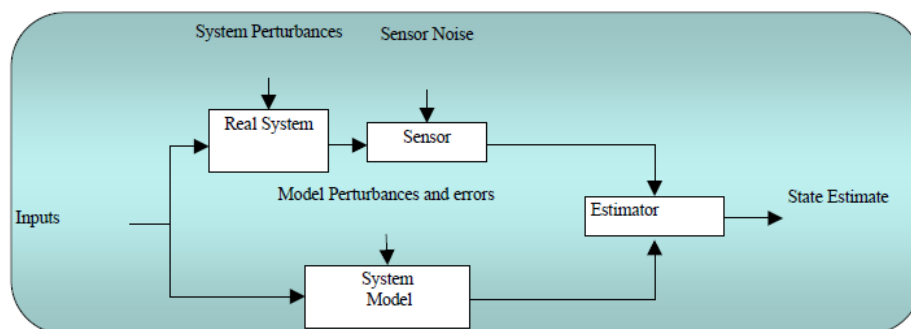 System Perturbances
Sensor Noise
Real System
Sensor
Model Perturbances and errors
Inputs
Estimator
State Estimate
System
Model